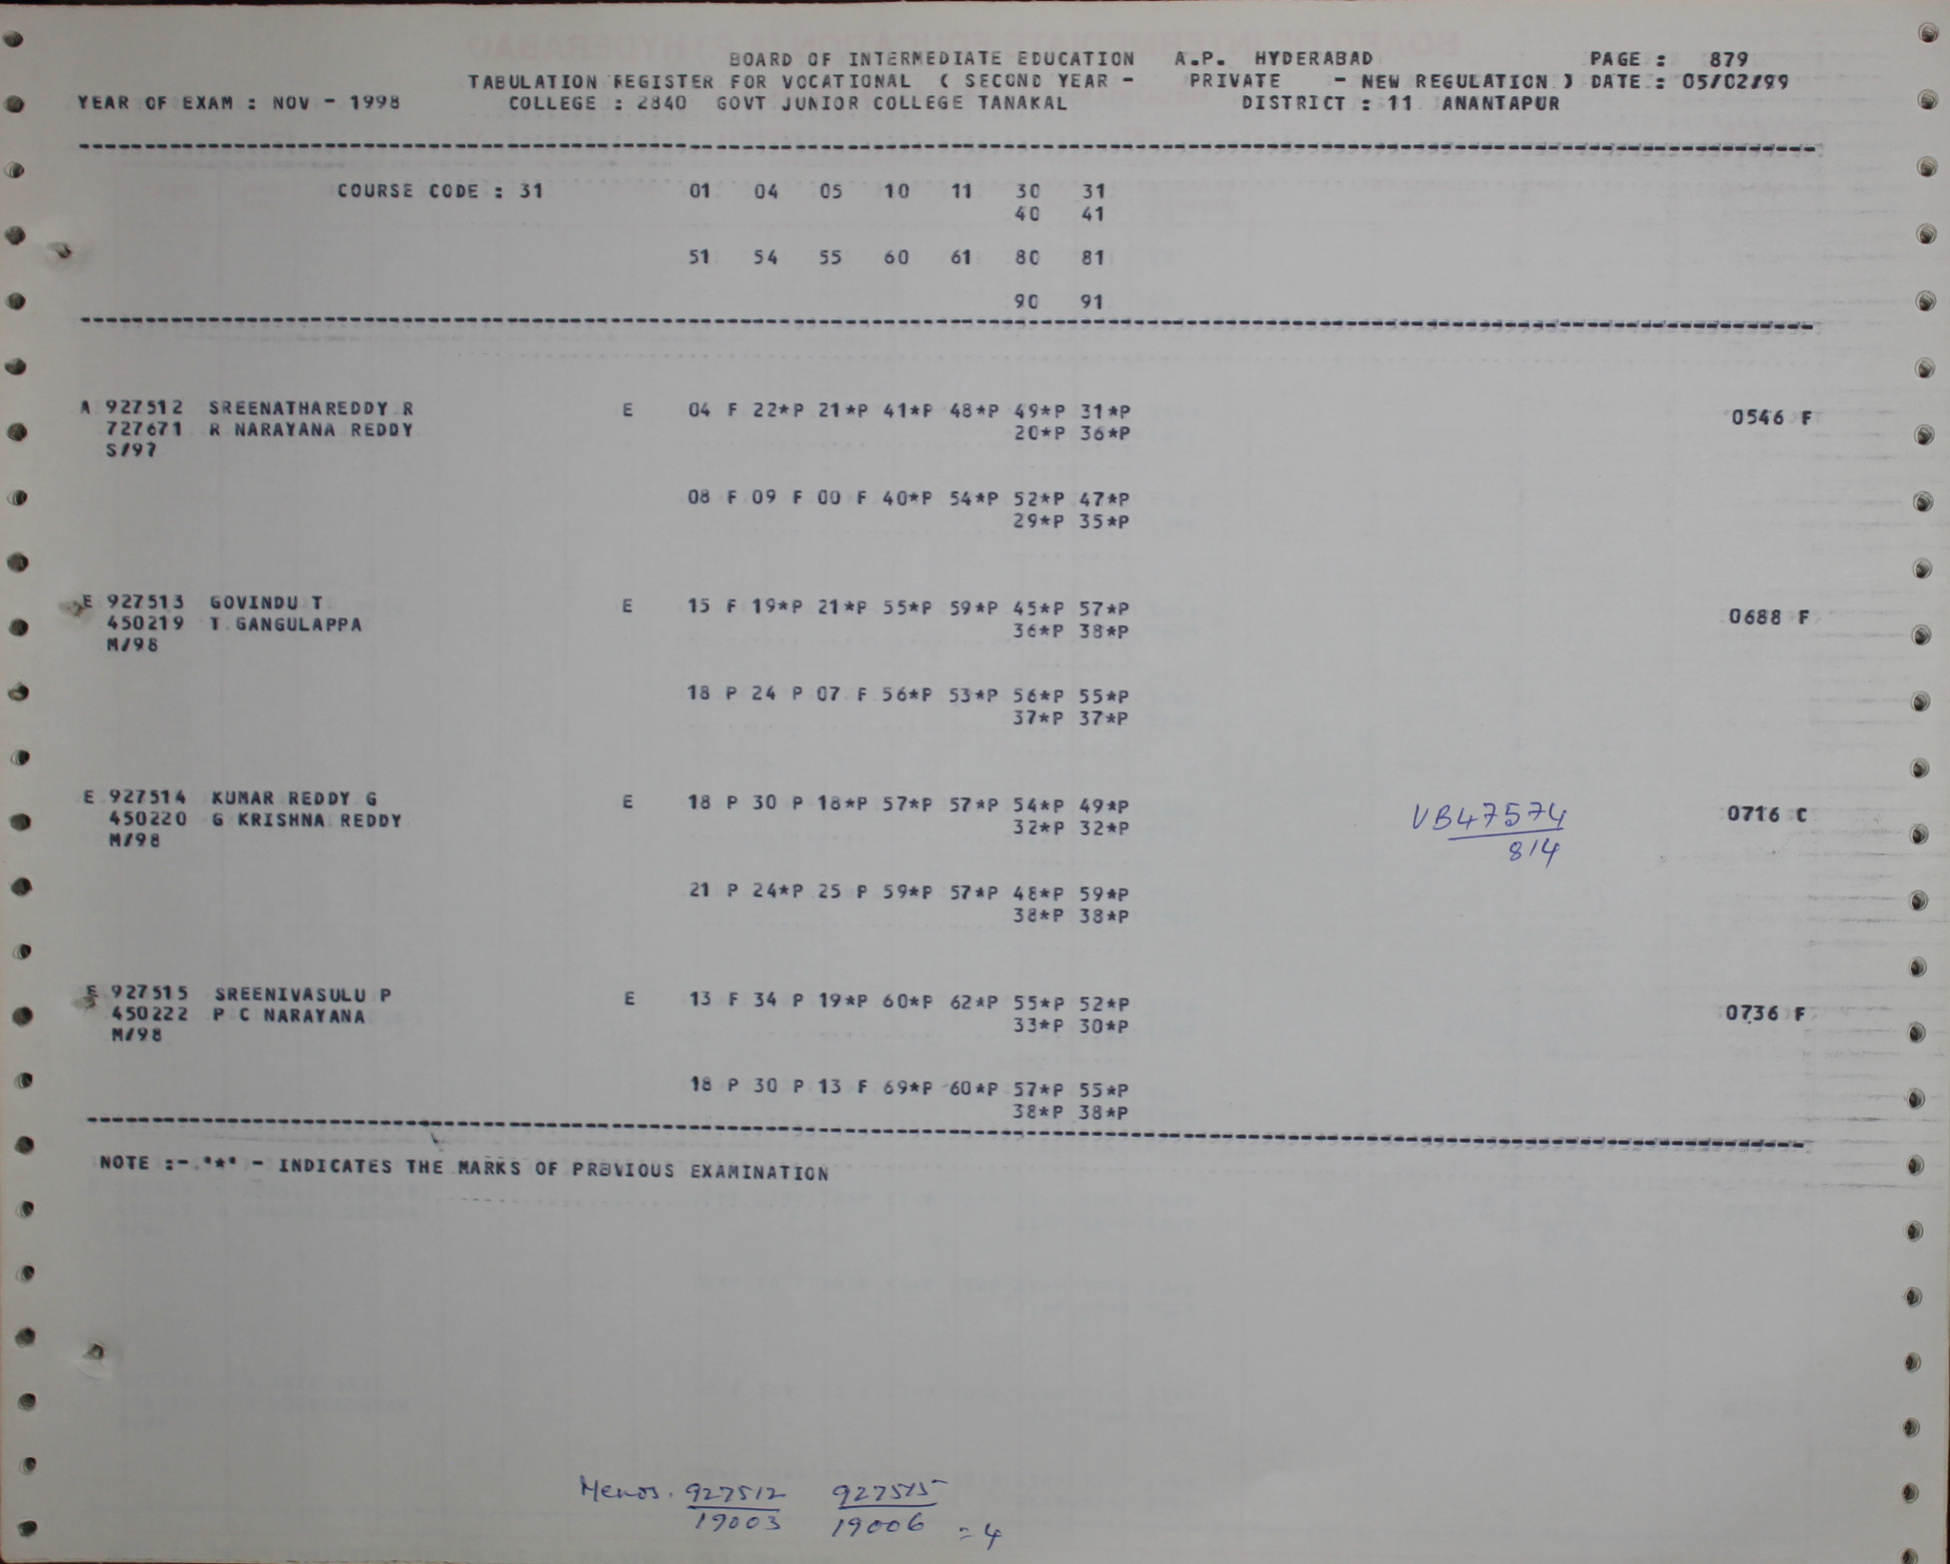 BOARD OF INTERMEDIATE EDUCATION A.P. HYDERABAD PAGE : 879
TABULATION REGISTER FOR VOCATIONAL ( SECOND YEAR - PRIVATE - NEW REGULATION ) DATE : 05/02/99
YEAR OF EXAM : NOV - 1998 COLLEGE : 2840 GOVT JUNIOR COLLEGE TANAKAL DISTRICT : 11 ANANTAPUR
COURSE CODE : 31 01 04 05 10 11 30 31
40 41
51 54 55 60 61 80 81
90 91
A 927512 SREENATHAREDDY R E 04 F 22*P 21*P 41*P 48*P 49*P 31*P 0546 F
727671 R NARAYANA REDDY 20*P 36*P
S/97
08 F 09 F 00 F 40*P 54*P 52*P 47*P
29*P 35*P
E 927513 GOVINDU T E 15 F 19*P 21*P 55*P 59*P 45*P 57*P 0688 F
450219 T GANGULAPPA 36*P 38*P
M/98
18 P 24 P 07 F 56*P 53*P 56*P 55*P
37*P 37*P
E 927514 KUMAR REDDY G E 18 P 30 P 18*P 57*P 57*P 54*P 49*P VB47574 0716 C
450220 G KRISHNA REDDY 32*P 32*P 814
M/98
21 P 24*P 25 P 59*P 57*P 48*P 59*P
38*P 38*P
E 927515 SREENIVASULU P E 13 F 34 P 19*P 60*P 62*P 55*P 52*P 0736 F
450222 P C NARAYANA 33*P 30*P
M/98
18 P 30 P 13 F 69*P 60*P 57*P 55*P
38*P 38*P
NOTE :- "*" - INDICATES THE MARKS OF PREVIOUS EXAMINATION
927512 927515
19003 19006 = 4